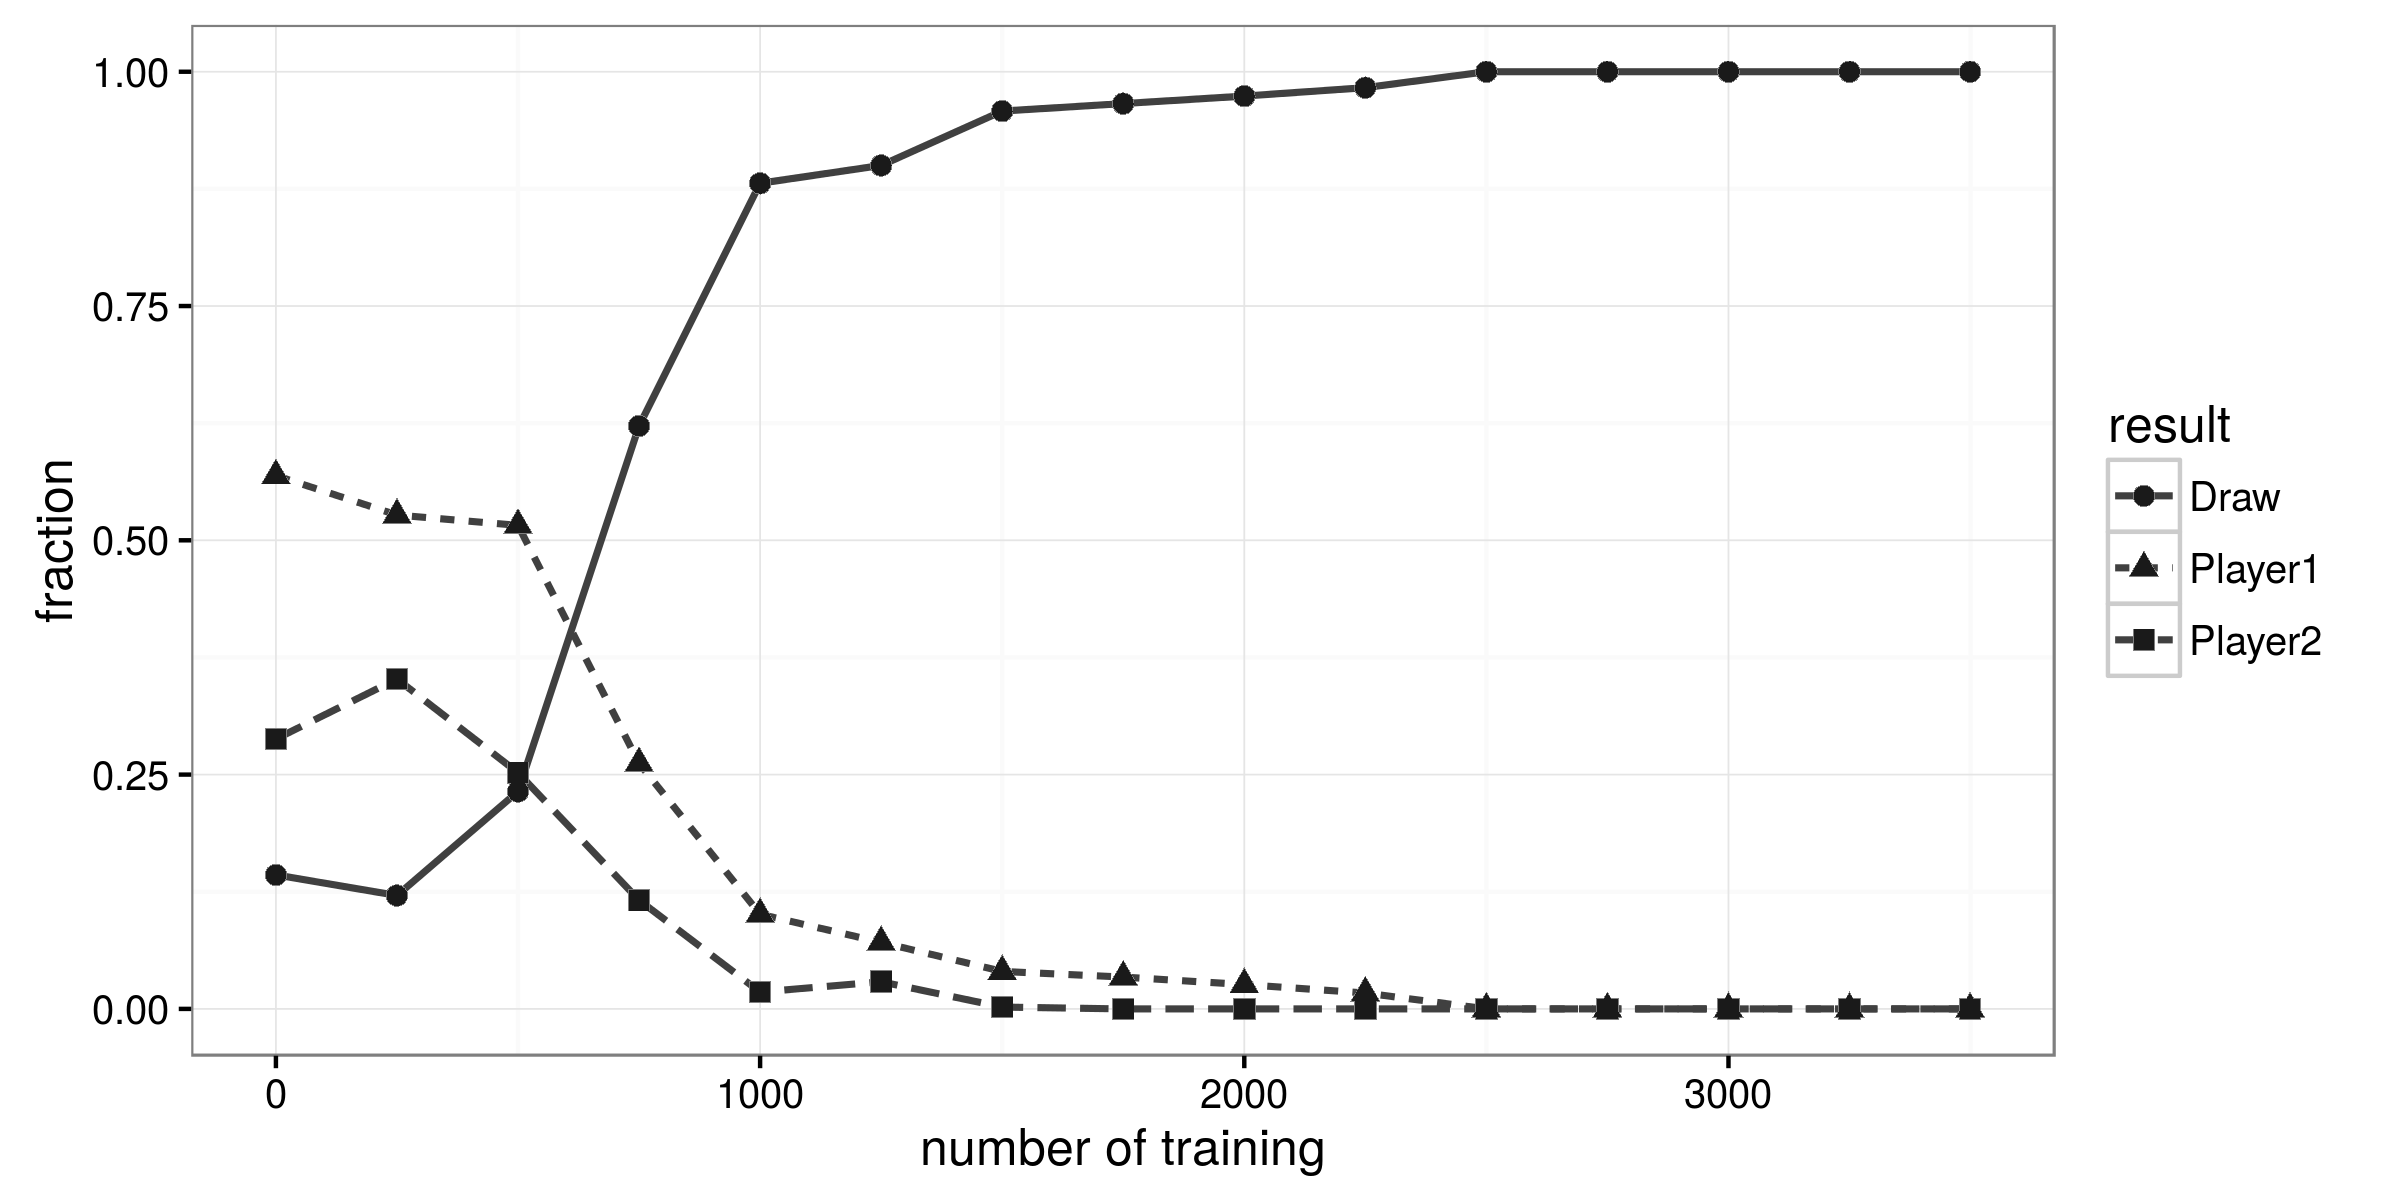 1.00
0.75
0.50
0.25
0.00
fraction
0 1000 2000 3000
number of training
result
Draw
Player1
Player2